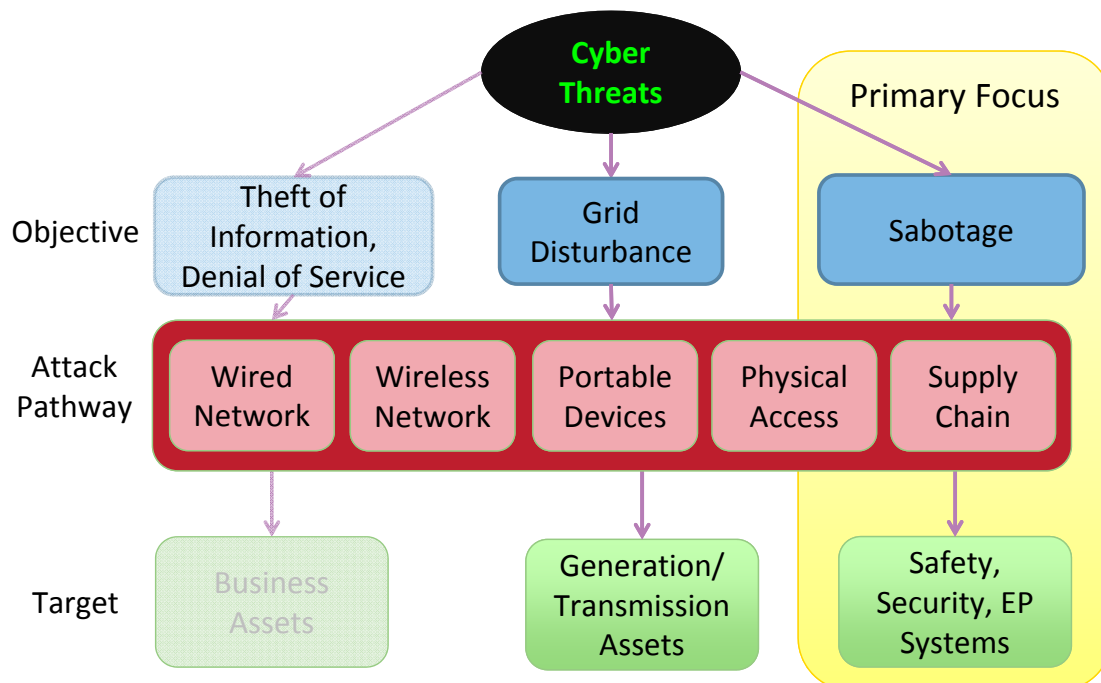 Cyber
Threats
Primary Focus
Objective
Theft of
Information,
Denial of Service
Grid
Disturbance
Sabotage
Attack
Pathway
Wired
Network
Wireless
Network
Portable
Devices
Physical
Access
Supply
Chain
Target
Business
Assets
Generation/
Transmission
Assets
Safety,
Security, EP
Systems